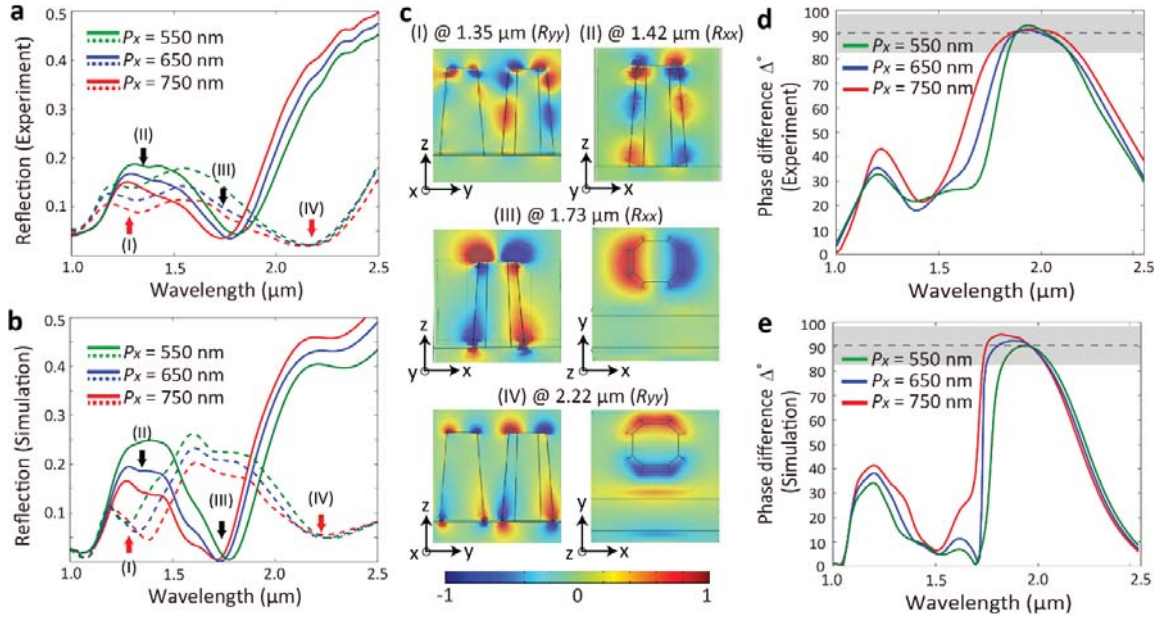 a
Reflection (Experiment)
0.5
0.4
0.3
0.2
0.1
Px = 550 nm
Px = 650 nm
Px = 750 nm
(II)
(III)
(I)
(IV)
1.0 1.5 2.0 2.5
Wavelength (μm)
b
Reflection (Simulation)
0.5
0.4
0.3
0.2
0.1
Px = 550 nm
Px = 650 nm
Px = 750 nm
(II)
(III)
(IV)
(I)
1.0 1.5 2.0 2.5
Wavelength (μm)
c
(I) @ 1.35 μm (Ryy)
(II) @ 1.42 μm (Rxx)
z
x y
z
y x
(III) @ 1.73 μm (Rxx)
z
y x
y
z x
(IV) @ 2.22 μm (Ryy)
z
x y
y
z x
-1 0 1
d
Phase difference Δ°
(Experiment)
100
90
80
70
60
50
40
30
20
10
0
Px = 550 nm
Px = 650 nm
Px = 750 nm
1.0 1.5 2.0 2.5
Wavelength (μm)
e
Phase difference Δ°
(Simulation)
100
90
80
70
60
50
40
30
20
10
0
Px = 550 nm
Px = 650 nm
Px = 750 nm
1.0 1.5 2.0 2.5
Wavelength (μm)